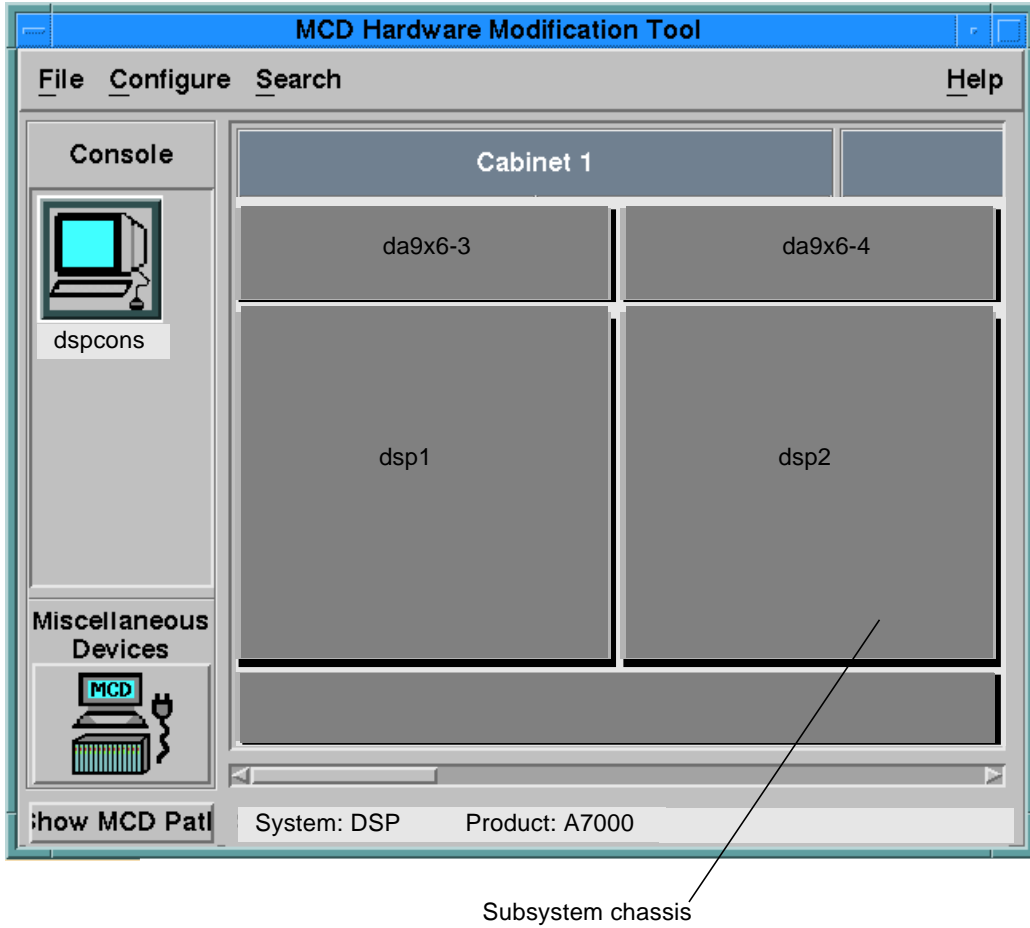 MCD Hardware Modification Tool
File Configure Search Help
Console
Cabinet 1
dspcons
da9x6-3
da9x6-4
dsp1
dsp2
Miscellaneous
Devices
MCD
Show MCD Patl
System: DSP Product: A7000
Subsystem chassis